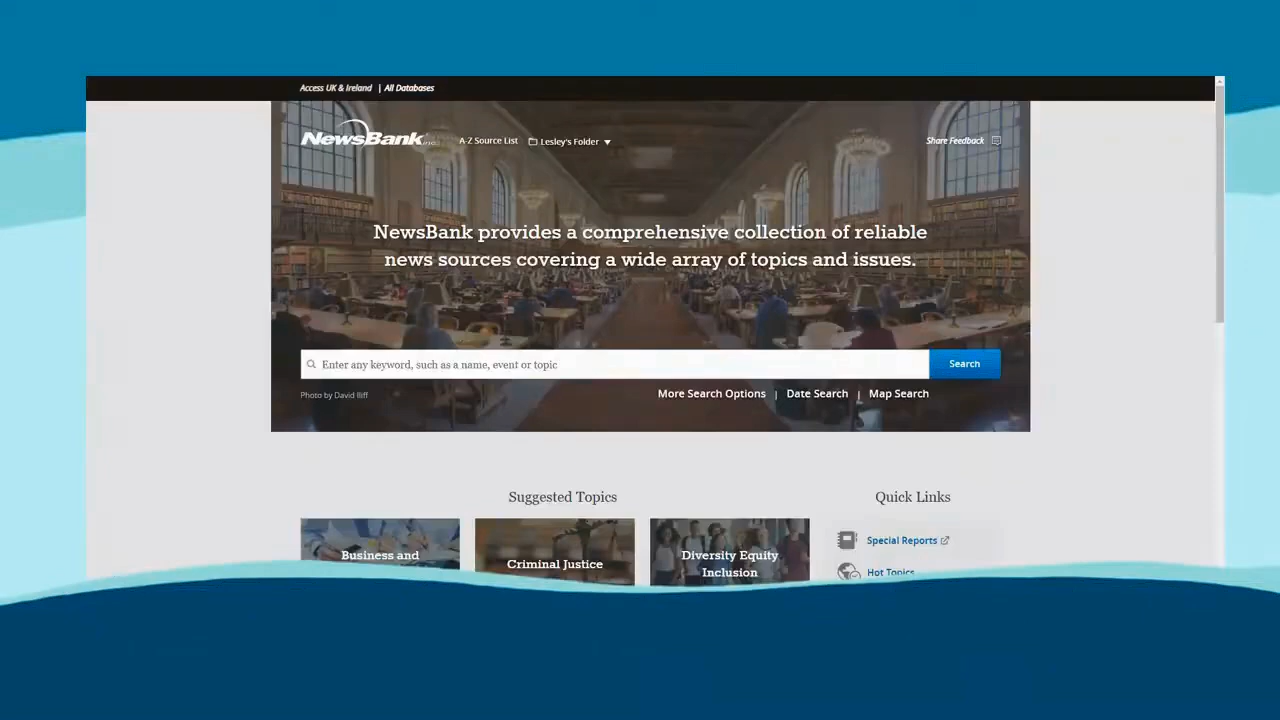 Access UK & Ireland | All Databases
NewsBank A-Z Source List Lesley's Folder Share Feedback
NewsBank provides a comprehensive collection of reliable
news sources covering a wide array of topics and issues.
Enter any keyword, such as a name, event or topic Search
Photo by David Iliff More Search Options | Date Search | Map Search
Suggested Topics Quick Links
Business and
Criminal Justice
Diversity Equity
Inclusion
Special Reports
Hot Topics